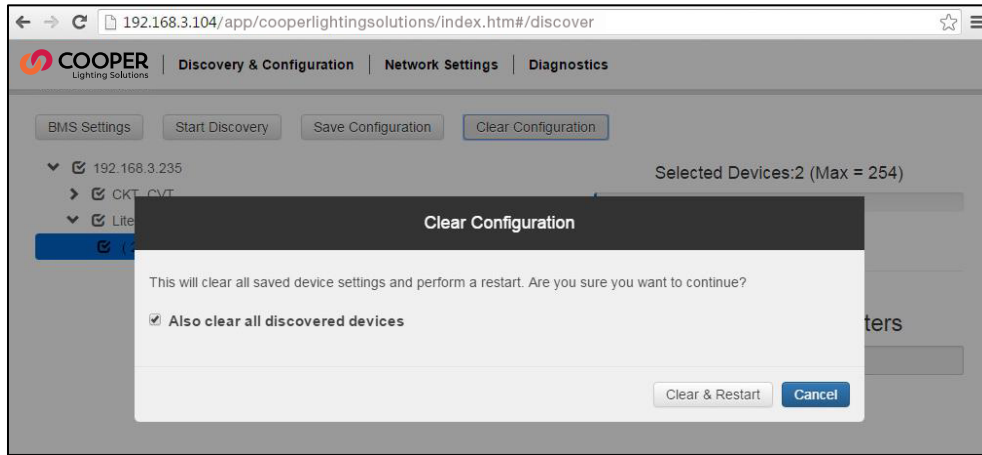 192.168.3.104/app/cooperlightingsolutions/index.htm#/discover
COOPER
Lighting Solutions
Discovery & Configuration
Network Settings
Diagnostics
BMS Settings
Start Discovery
Save Configuration
Clear Configuration
192.168.3.235
Selected Devices:2 (Max = 254)
CKT_CVT
Lite
Clear Configuration
This will clear all saved device settings and perform a restart. Are you sure you want to continue?
Also clear all discovered devices
ters
Clear & Restart
Cancel